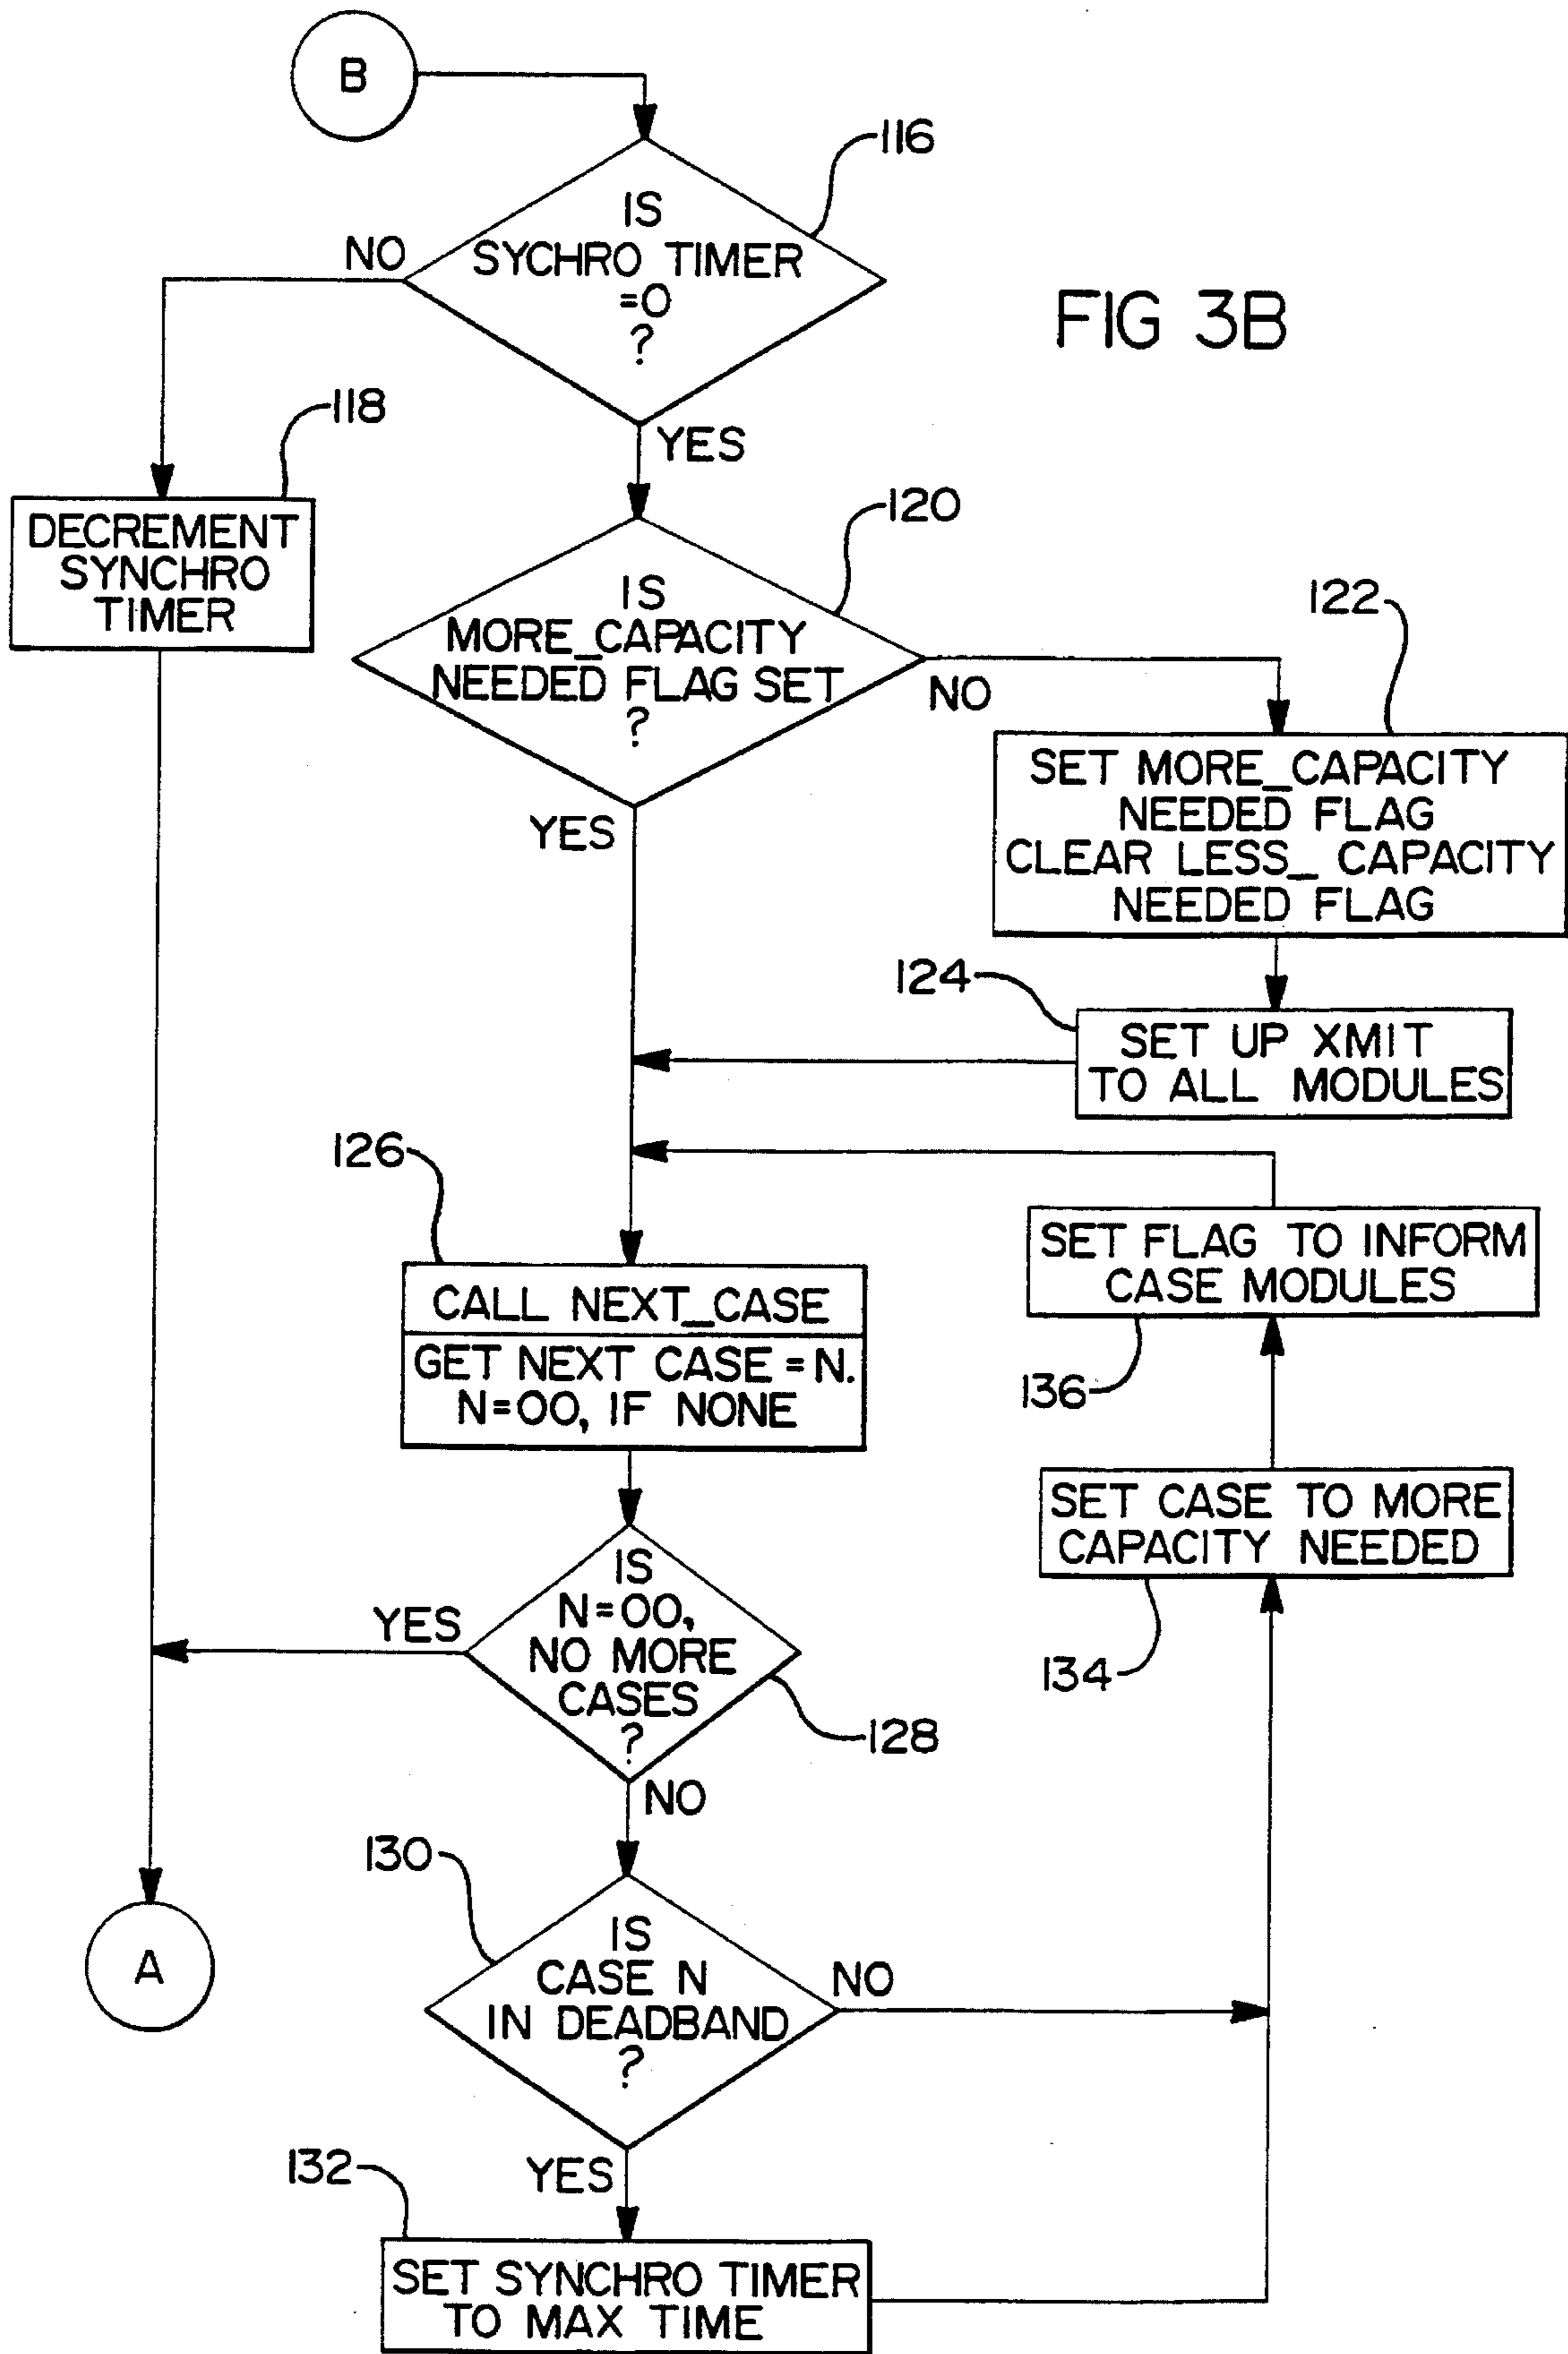 B
116
IS
SYCHRO TIMER
=0
?
NO
YES
FIG 3B
118
DECREMENT
SYNCHRO
TIMER
120
IS
MORE_CAPACITY
NEEDED FLAG SET
?
NO
YES
122
SET MORE_CAPACITY
NEEDED FLAG
CLEAR LESS_ CAPACITY
NEEDED FLAG
124
SET UP XMIT
TO ALL MODULES
126
CALL NEXT_CASE
GET NEXT CASE = N.
N=00, IF NONE
SET FLAG TO INFORM
CASE MODULES
136
SET CASE TO MORE
CAPACITY NEEDED
134
IS
N=00,
NO MORE
CASES
?
YES
128
NO
130
IS
CASE N
IN DEADBAND
?
NO
A
YES
132
SET SYNCHRO TIMER
TO MAX TIME